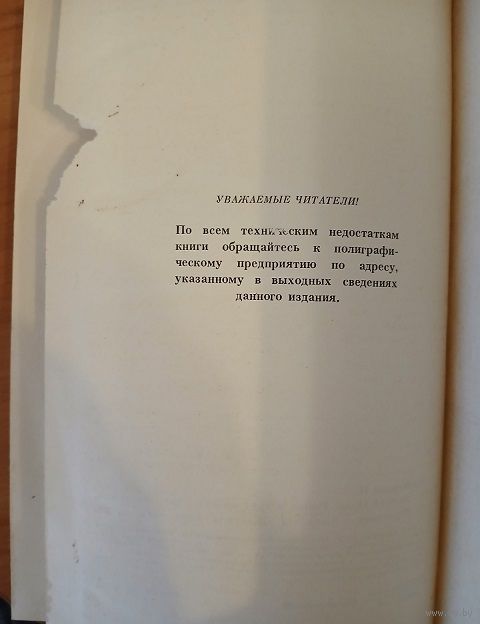 УВАЖАЕМЫЕ ЧИТАТЕЛИ!
По всем техническим недостаткам
книги обращайтесь к полиграфи-
ческому предприятию по адресу,
указанному в выходных сведениях
данного издания.